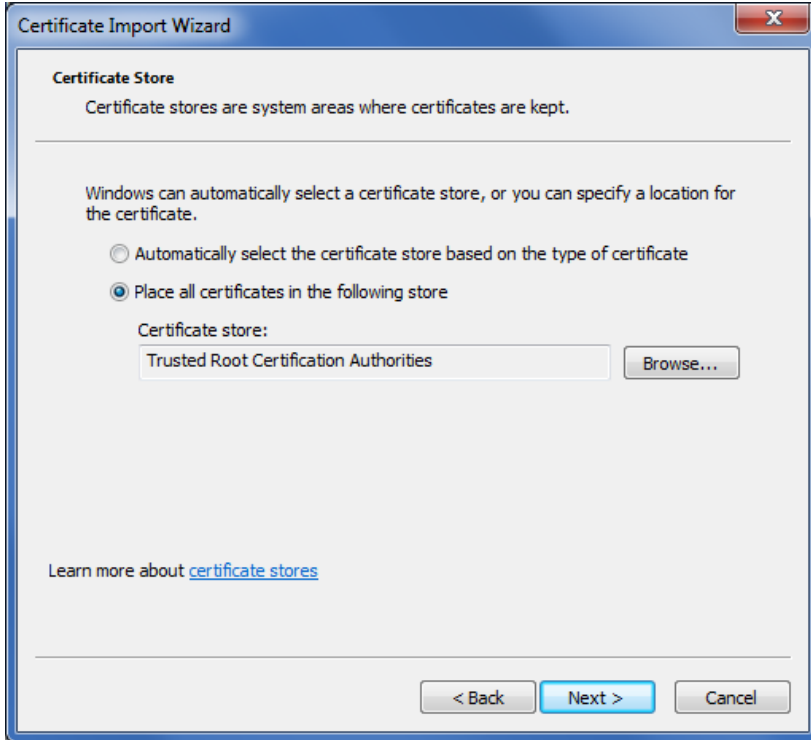 Certificate Import Wizard
Certificate Store
Certificate stores are system areas where certificates are kept.
Windows can automatically select a certificate store, or you can specify a location for
the certificate.
Automatically select the certificate store based on the type of certificate
Place all certificates in the following store
Certificate store:
Trusted Root Certification Authorities
Browse...
Learn more about certificate stores
< Back Next > Cancel